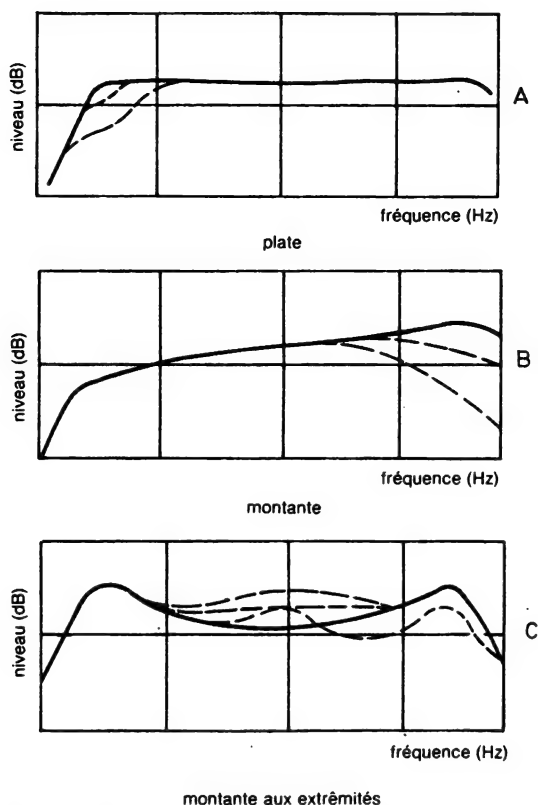 niveau (dB)
A
fréquence (Hz)
plate
niveau (dB)
B
fréquence (Hz)
montante
niveau (dB)
C
fréquence (Hz)
montante aux extrêmités